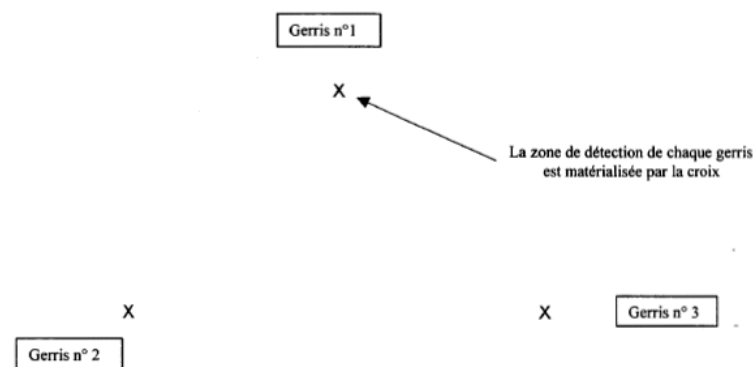 Gerris n°1
X
La zone de détection de chaque gerris
est matérialisée par la croix
X
X
Gerris n° 3
Gerris n° 2